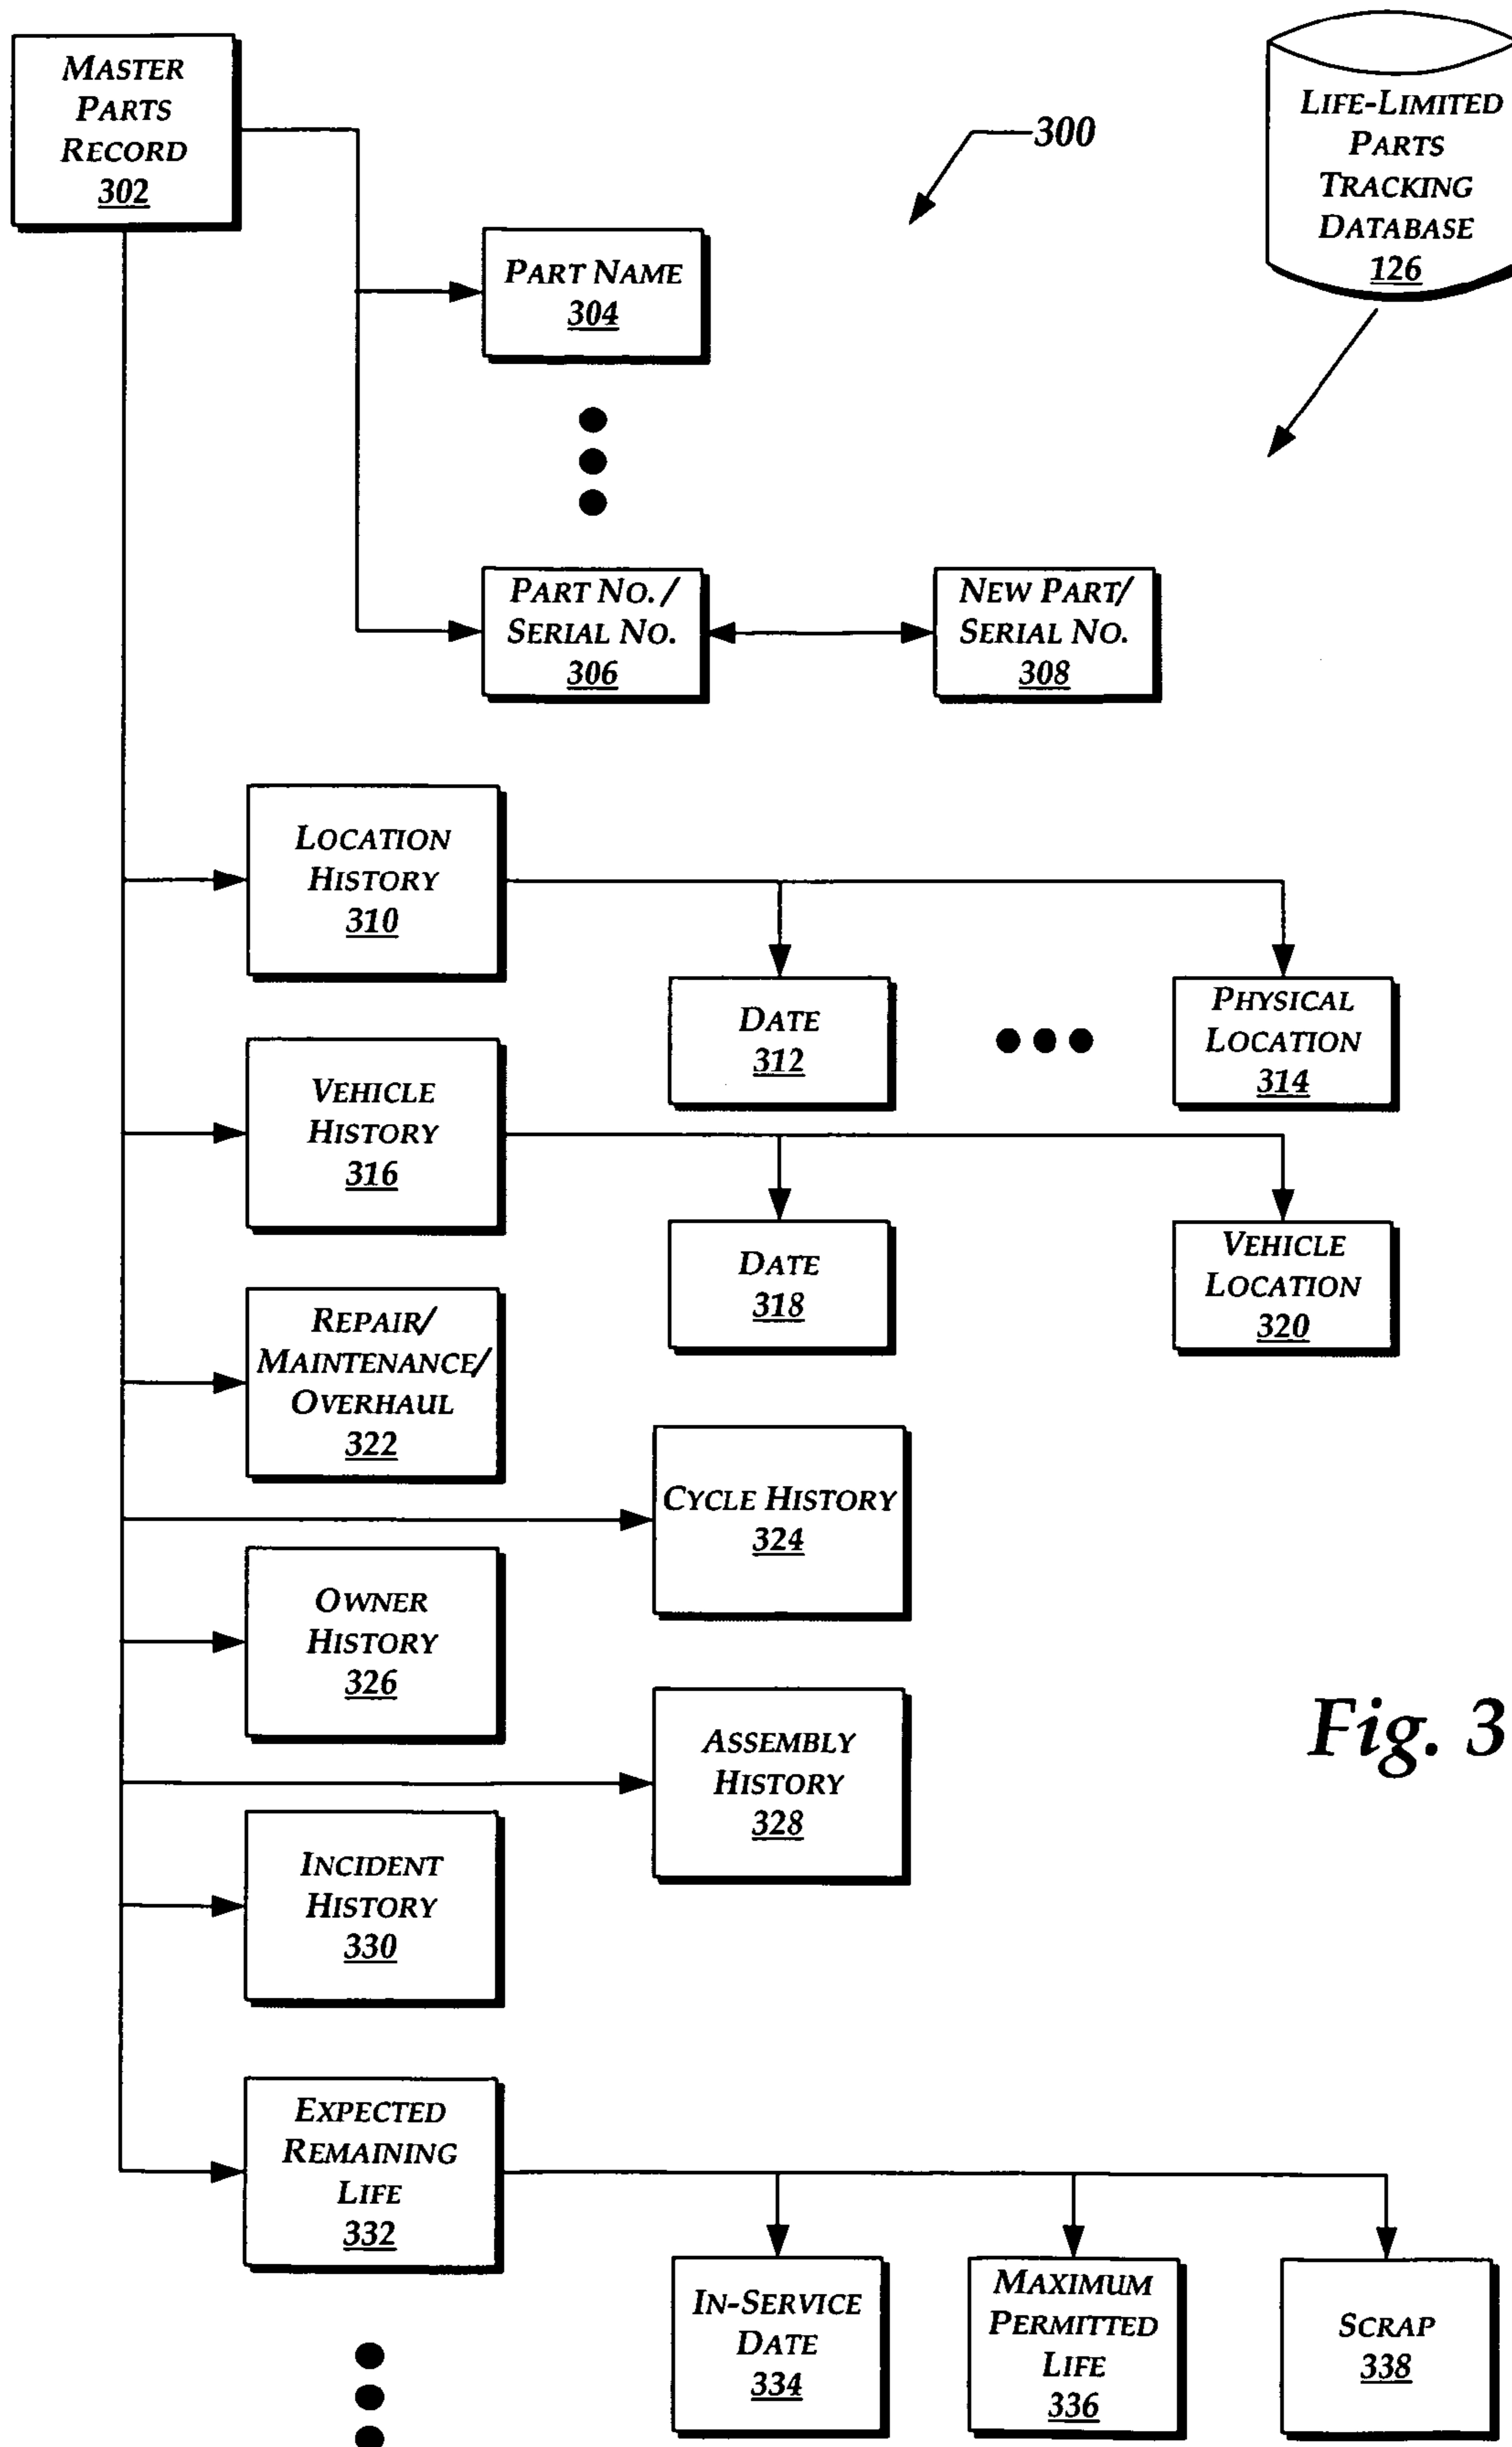 MASTER
PARTS
RECORD
302
300
LIFE-LIMITED
PARTS
TRACKING
DATABASE
126
PART NAME
304
PART NO./
SERIAL NO.
306
NEW PART/
SERIAL NO.
308
LOCATION
HISTORY
310
DATE
312
PHYSICAL
LOCATION
314
VEHICLE
HISTORY
316
DATE
318
VEHICLE
LOCATION
320
REPAIR/
MAINTENANCE/
OVERHAUL
322
CYCLE HISTORY
324
OWNER
HISTORY
326
ASSEMBLY
HISTORY
328
Fig. 3
INCIDENT
HISTORY
330
EXPECTED
REMAINING
LIFE
332
IN-SERVICE
DATE
334
MAXIMUM
PERMITTED
LIFE
336
SCRAP
338